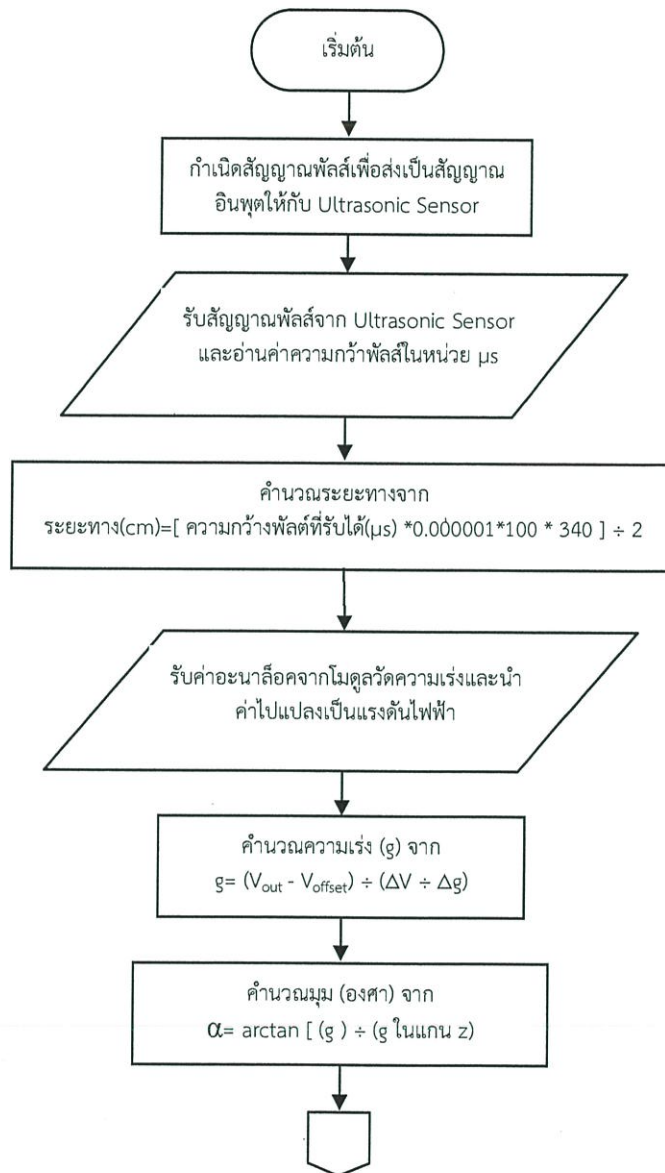 เริ่มต้น
กำเนิดสัญญาณพัลส์เพื่อส่งเป็นสัญญาณ
อินพุตให้กับ Ultrasonic Sensor
รับสัญญาณพัลส์จาก Ultrasonic Sensor
และอ่านค่าความกว้าพัลส์ในหน่วย µs
คำนวณระยะทางจาก
ระยะทาง(cm)=[ ความกว้างพัลต์ที่รับได้(µs) *0.000001*100 * 340 ] ÷ 2
รับค่าอะนาล็อคจากโมดูลวัดความเร่งและนำ
ค่าไปแปลงเป็นแรงดันไฟฟ้า
คำนวณความเร่ง (g) จาก
g= (Vout - Voffset) ÷ (ΔV ÷ Δg)
คำนวณมุม (องศา) จาก
α= arctan [ (g ) ÷ (g ในแกน z)